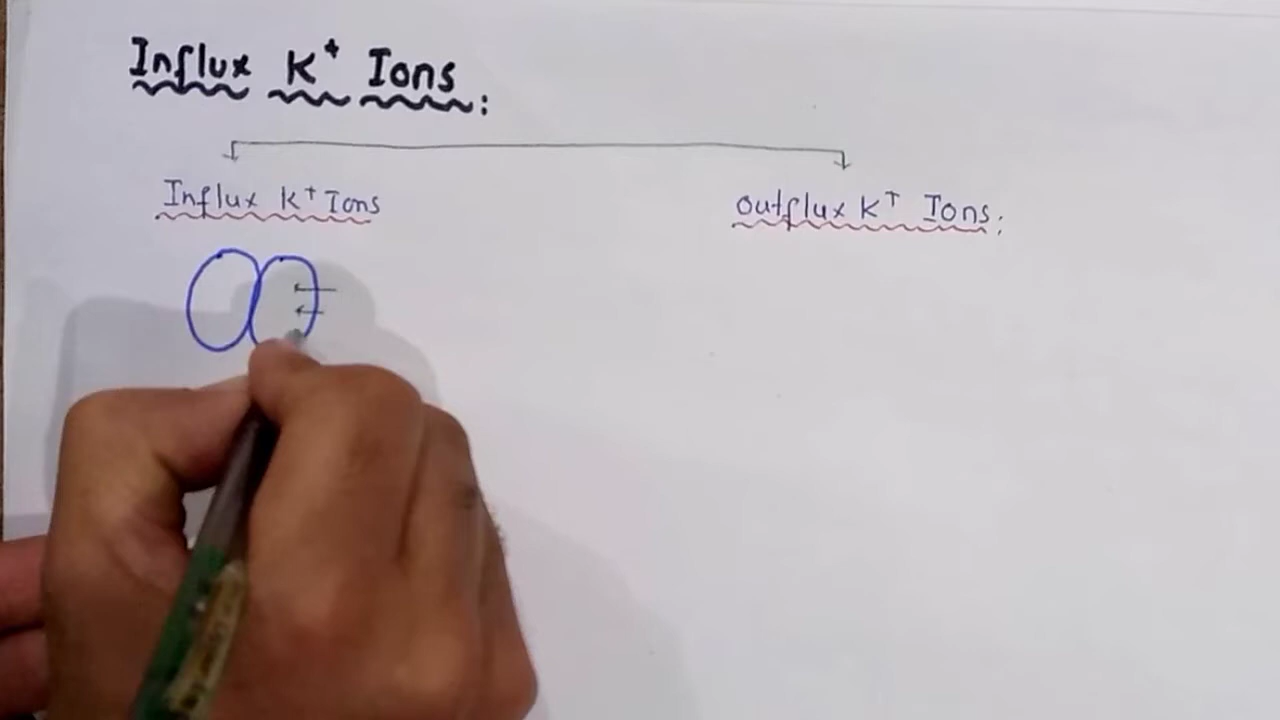 Influx K⁺ Ions:
Influx K⁺ Ions
outflux K⁺ Ions: